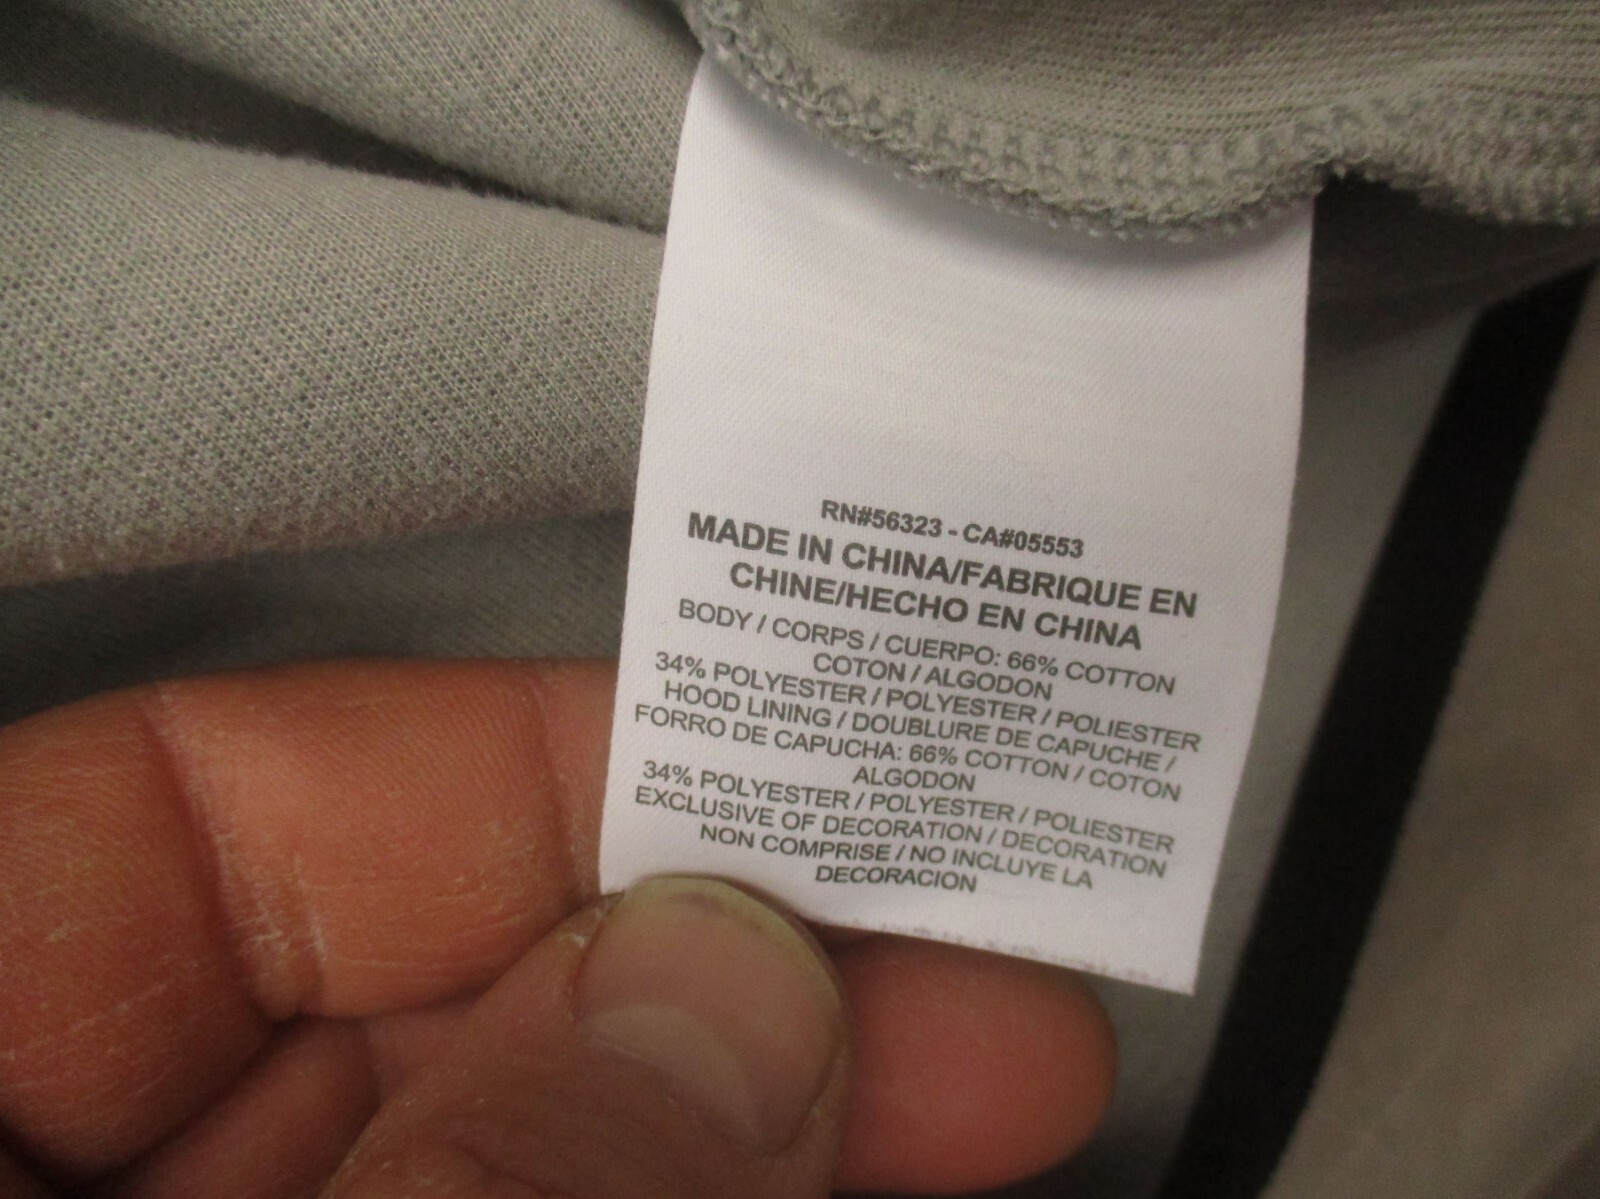 RN#56323 - CA#05553
MADE IN CHINA/FABRIQUE EN
CHINE/HECHO EN CHINA
BODY / CORPS / CUERPO: 66% COTTON
COTON / ALGODON
34% POLYESTER / POLYESTER / POLIESTER
HOOD LINING / DOUBLURE DE CAPUCHE /
FORRO DE CAPUCHA: 66% COTTON / COTON
ALGODON
34% POLYESTER / POLYESTER / POLIESTER
EXCLUSIVE OF DECORATION / DECORATION
NON COMPRISE / NO INCLUYE LA
DECORACION